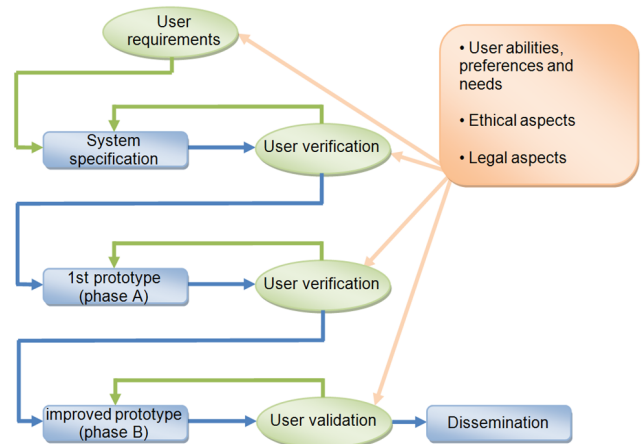 User
requirements
• User abilities,
preferences and
needs
• Ethical aspects
• Legal aspects
System
specification
User verification
1st prototype
(phase A)
User verification
improved prototype
(phase B)
User validation
Dissemination